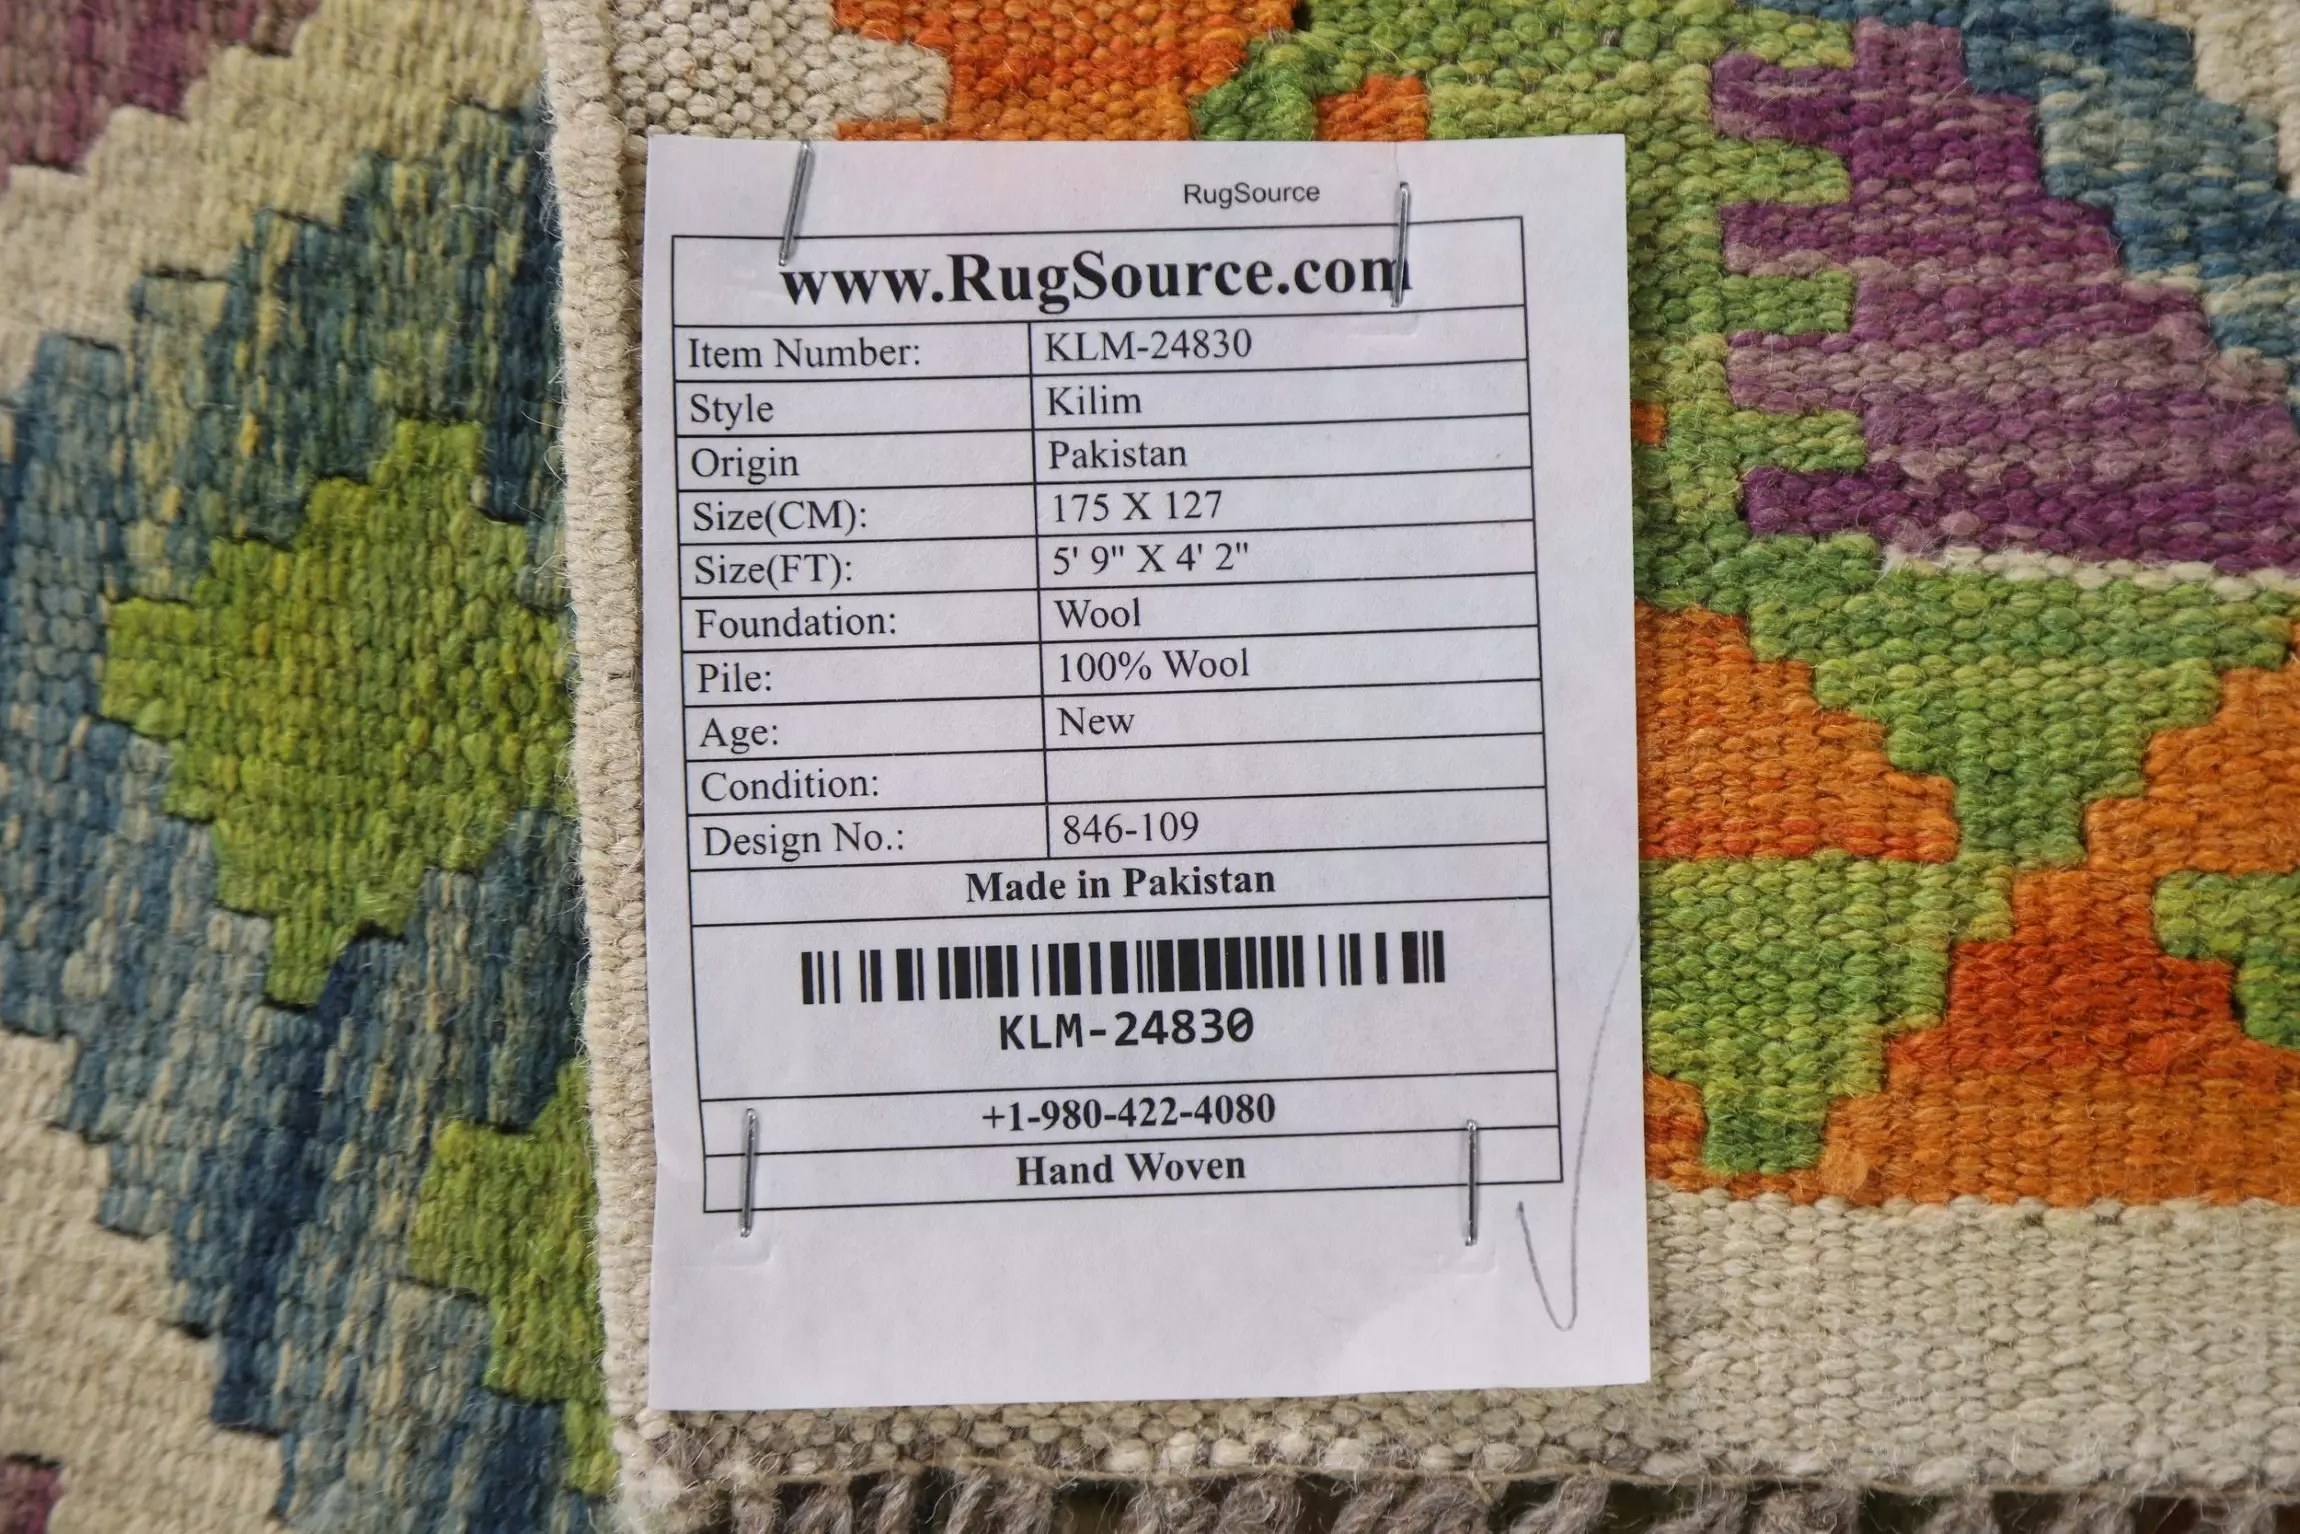 RugSource
www.RugSource.com
Item Number: KLM-24830
Style Kilim
Origin Pakistan
Size(CM): 175 X 127
Size(FT): 5' 9" X 4' 2"
Foundation: Wool
Pile: 100% Wool
Age: New
Condition:
Design No.: 846-109
Made in Pakistan
KLM-24830
+1-980-422-4080
Hand Woven